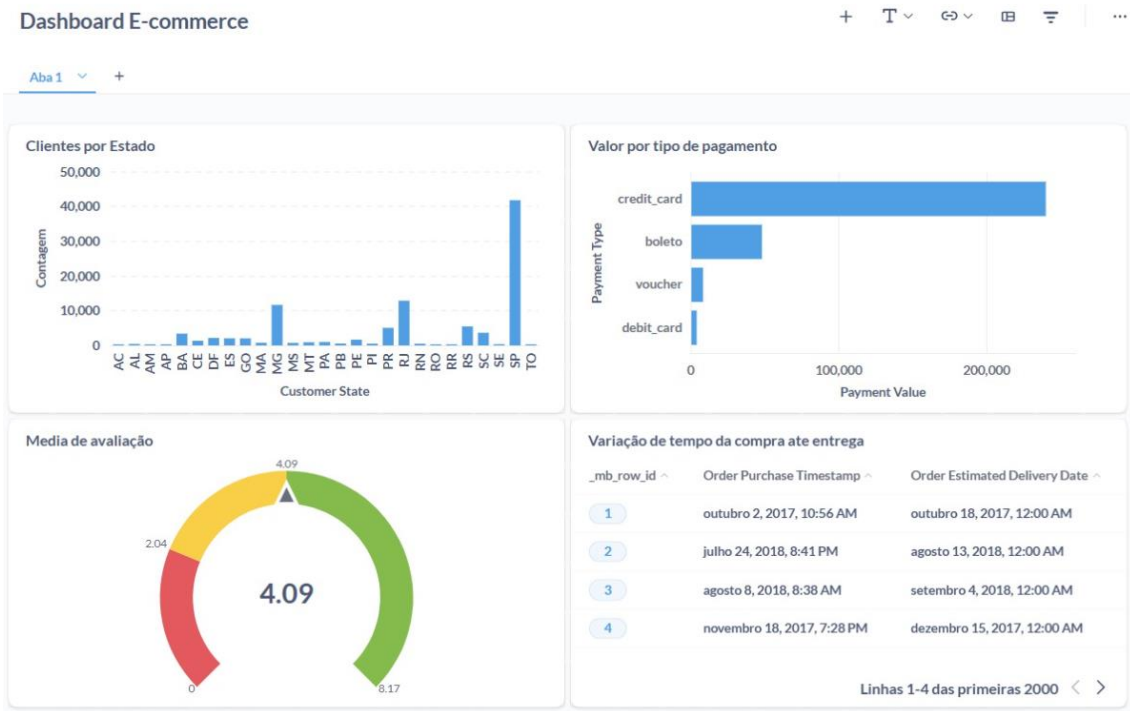 Dashboard E-commerce
Aba 1
Clientes por Estado
50,000
40,000
30,000
20,000
10,000
0
Contagem
AC AL AM AP BA CE DF ES GO MA MG MS MT PA PB PE PI PR RJ RN RO RR RS SC SE SP TO
Customer State
Valor por tipo de pagamento
Payment Type
credit_card
boleto
voucher
debit_card
0 100,000 200,000
Payment Value
Media de avaliação
4.09
2.04
4.09
0 8.17
Variação de tempo da compra ate entrega
_mb_row_id Order Purchase Timestamp Order Estimated Delivery Date
1 outubro 2, 2017, 10:56 AM outubro 18, 2017, 12:00 AM
2 julho 24, 2018, 8:41 PM agosto 13, 2018, 12:00 AM
3 agosto 8, 2018, 8:38 AM setembro 4, 2018, 12:00 AM
4 novembro 18, 2017, 7:28 PM dezembro 15, 2017, 12:00 AM
Linhas 1-4 das primeiras 2000